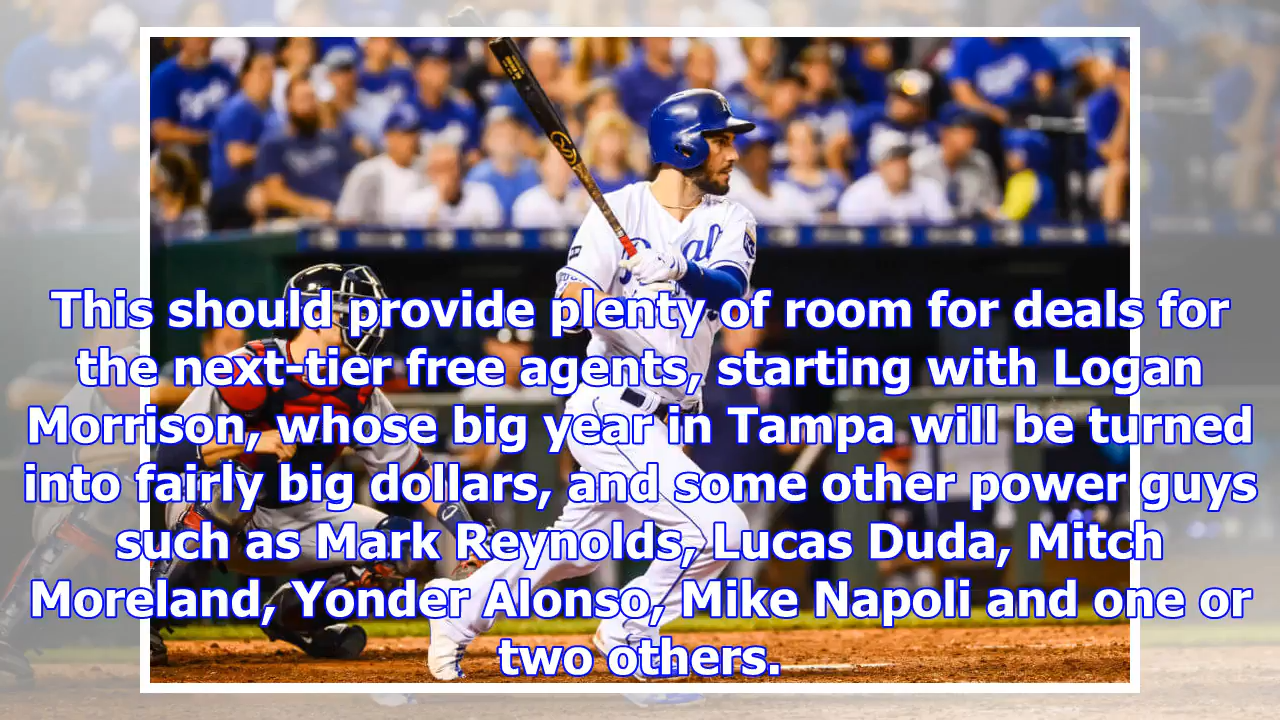 This should provide plenty of room for deals for
the next-tier free agents, starting with Logan
Morrison, whose big year in Tampa will be turned
into fairly big dollars, and some other power guys
such as Mark Reynolds, Lucas Duda, Mitch
Moreland, Yonder Alonso, Mike Napoli and one or
two others.